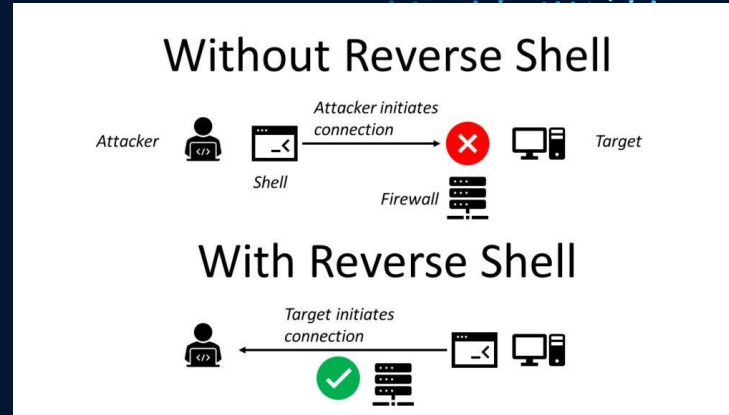 Without Reverse Shell
Attacker initiates
connection
Attacker
Target
Shell
Firewall
With Reverse Shell
Target initiates
connection